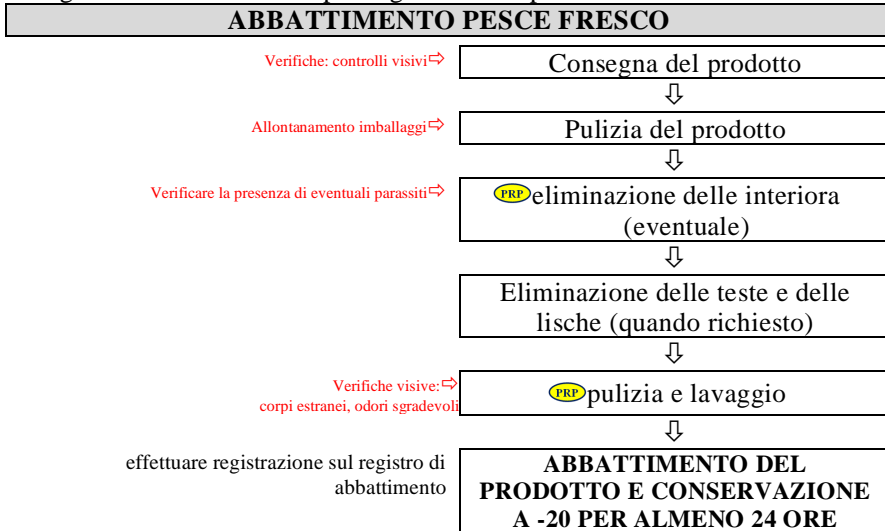 ABBATTIMENTO PESCE FRESCO
Verifiche: controlli visivi⇨
Consegna del prodotto
⇩
Allontanamento imballaggi⇨
Pulizia del prodotto
⇩
Verificare la presenza di eventuali parassiti⇨
PRP eliminazione delle interiora
(eventuale)
⇩
Eliminazione delle teste e delle
lische (quando richiesto)
⇩
Verifiche visive:⇨
corpi estranei, odori sgradevoli
PRP pulizia e lavaggio
⇩
effettuare registrazione sul registro di
abbattimento
ABBATTIMENTO DEL
PRODOTTO E CONSERVAZIONE
A -20 PER ALMENO 24 ORE